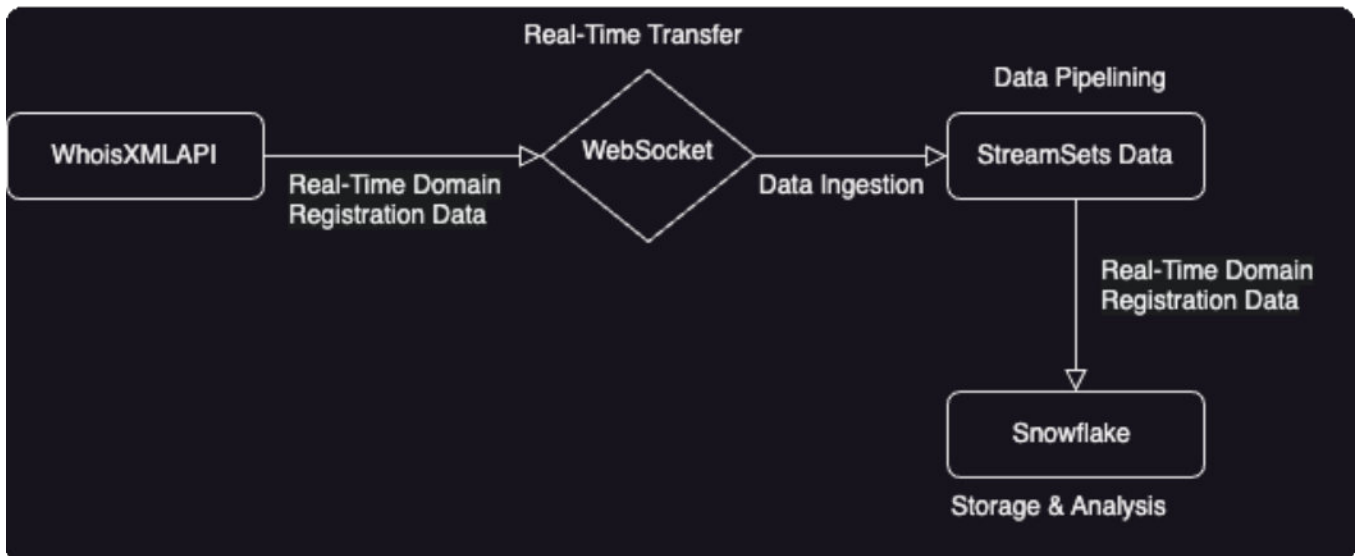 Real-Time Transfer
Data Pipelining
WhoisXMLAPI
WebSocket
StreamSets Data
Real-Time Domain
Registration Data
Data Ingestion
Real-Time Domain
Registration Data
Snowflake
Storage & Analysis